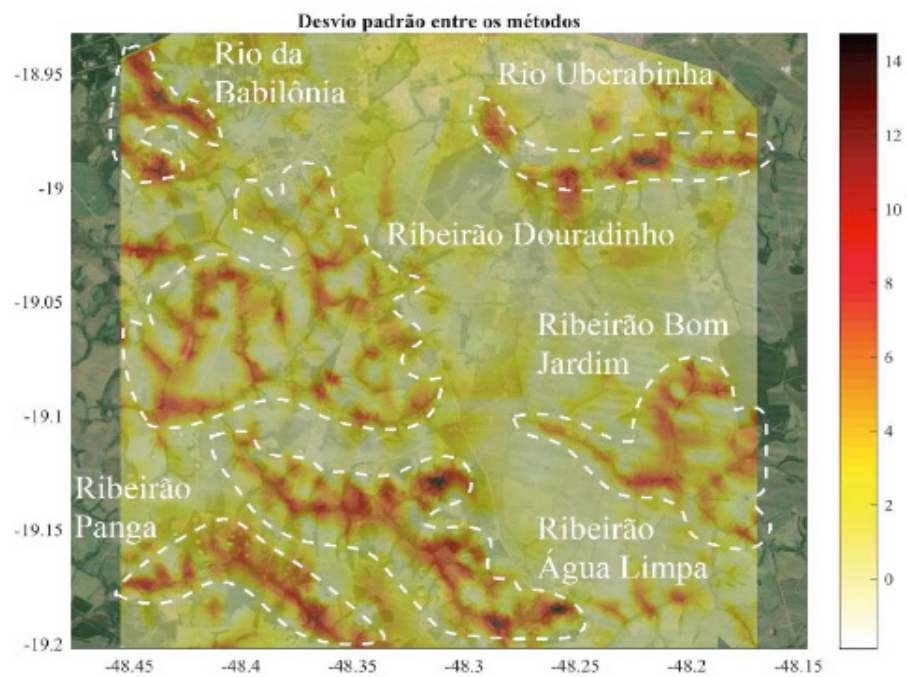 Desvio padrão entre os métodos
-18.95
-19
-19.05
-19.1
-19.15
-19.2
Rio da
Babilônia
Rio Uberabinha
Ribeirão Douradinho
Ribeirão Bom
Jardim
Ribeirão
Panga
Ribeirão
Água Limpa
-48.45
-48.4
-48.35
-48.3
-48.25
-48.2
-48.15
14
12
10
8
6
4
2
0